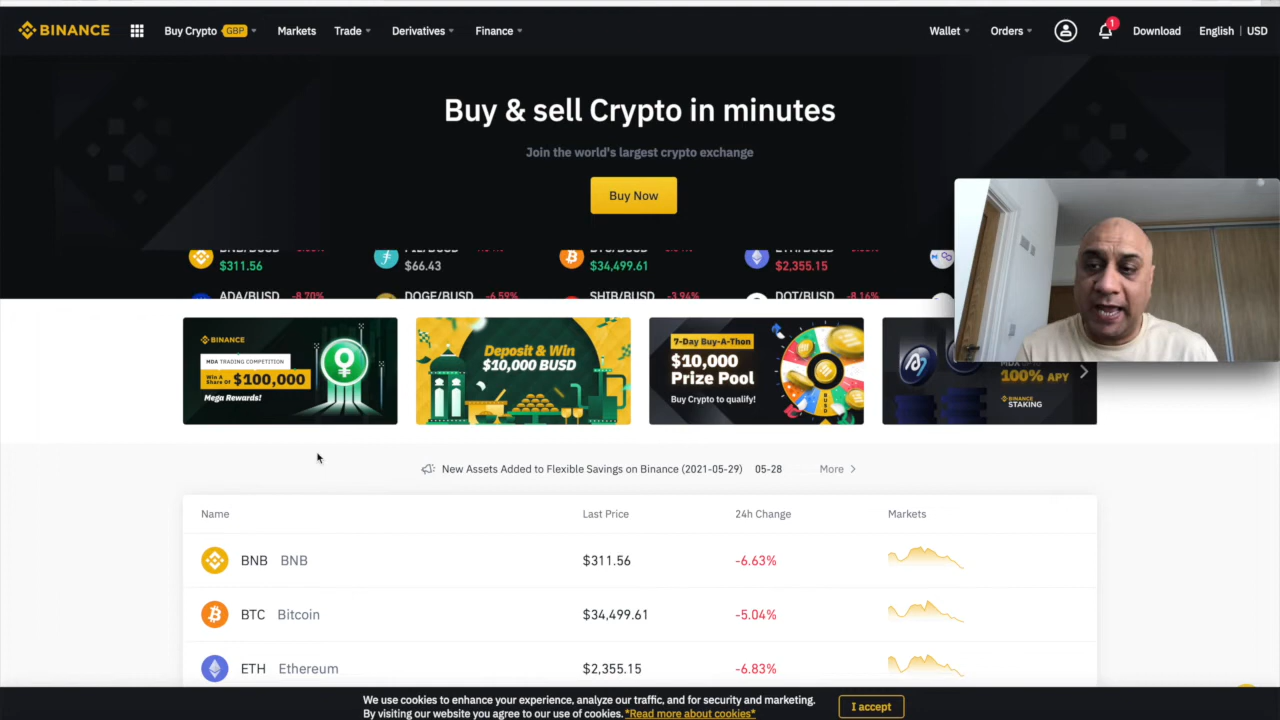 BINANCE
Buy Crypto GBP
Markets
Trade
Derivatives
Finance
Wallet
Orders
1
Download
English | USD
Buy & sell Crypto in minutes
Join the world's largest crypto exchange
Buy Now
$311.56
$66.43
$34,499.61
$2,355.15
ADA/BUSD -8.70%
DOGE/BUSD -6.59%
SHIB/BUSD -3.94%
DOT/BUSD -8.16%
BINANCE
MDA TRADING COMPETITION
Win A Share Of $100,000
Mega Rewards!
Deposit & Win
$10,000 BUSD
7-Day Buy-A-Thon
$10,000
Prize Pool
Buy Crypto to qualify!
100% APY
BINANCE
STAKING
New Assets Added to Flexible Savings on Binance (2021-05-29) 05-28 More
Name Last Price 24h Change Markets
BNB BNB $311.56 -6.63%
BTC Bitcoin $34,499.61 -5.04%
ETH Ethereum $2,355.15 -6.83%
We use cookies to enhance your experience, analyze our traffic, and for security and marketing.
By visiting our website you agree to our use of cookies. *Read more about cookies*
I accept